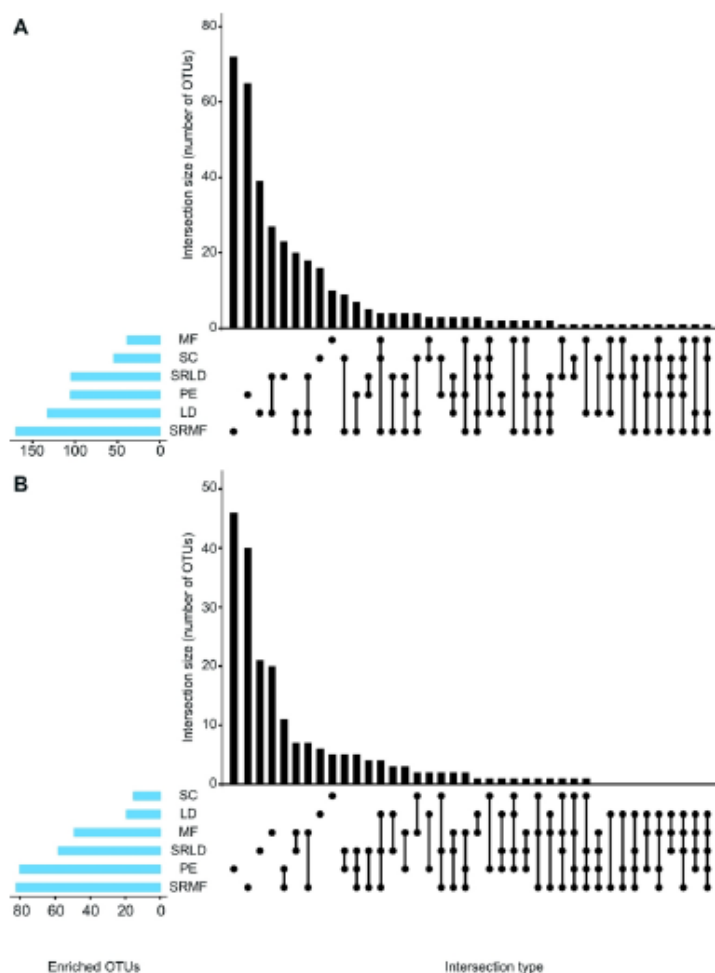 A
80
60
40
20
0
Intersection size (number of OTUs)
MF
SC
SRLD
PE
LD
SRMF
150 100 50 0
B
50
40
30
20
10
0
Intersection size (number of OTUs)
SC
LD
MF
SRLD
PE
SRMF
80 60 40 20 0
Enriched OTUs Intersection type